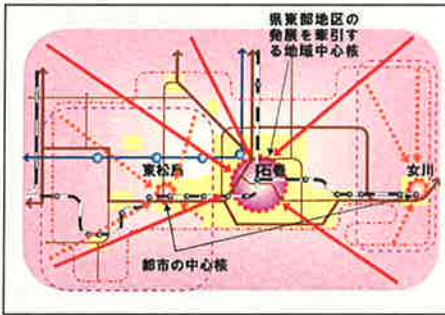 県東部地区の
発展を牽引す
る地域中心核
東松島
石巻
女川
都市の中心核